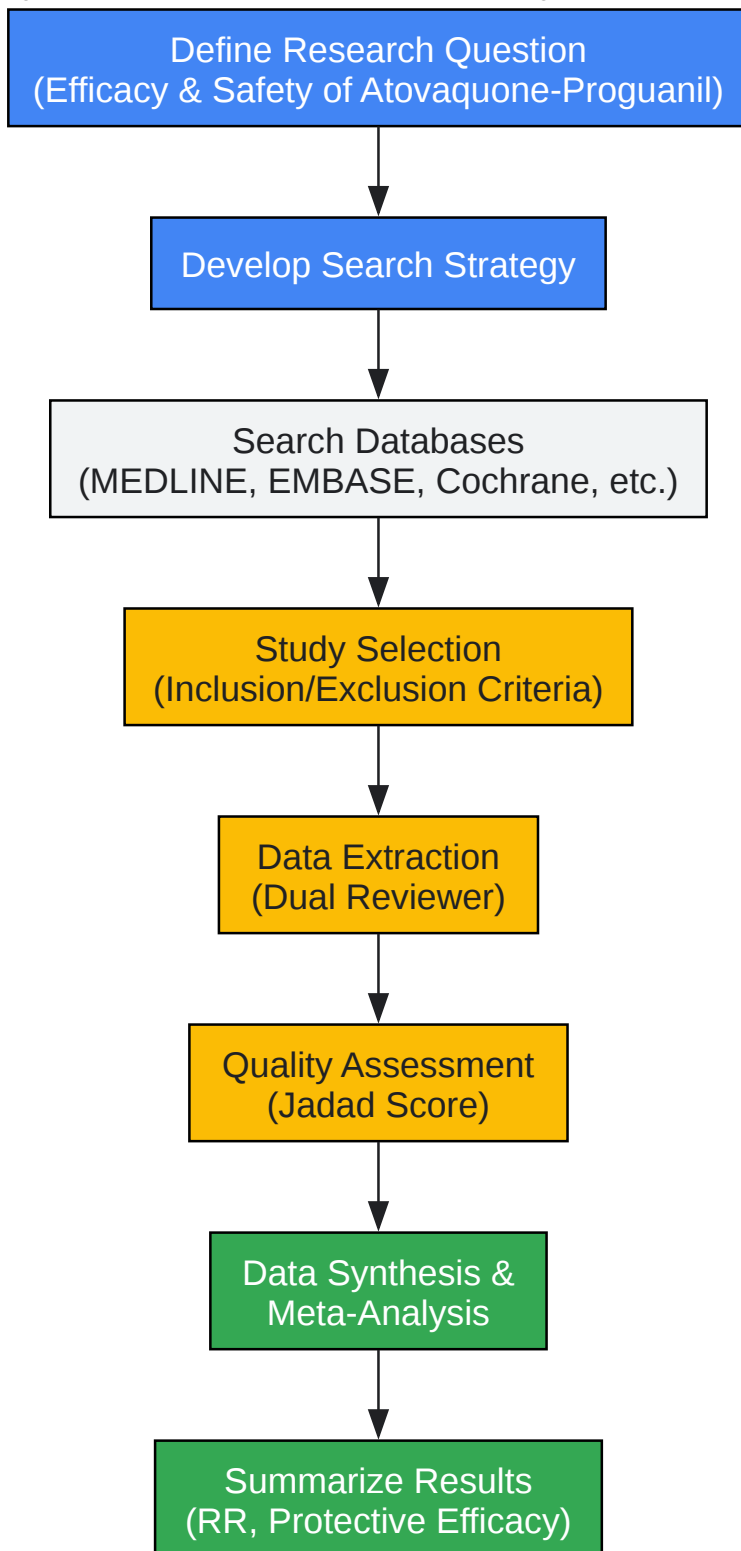 Define Research Question
(Efficacy & Safety of Atovaquone-Proguanil)
Develop Search Strategy
Search Databases
(MEDLINE, EMBASE, Cochrane, etc.)
Study Selection
(Inclusion/Exclusion Criteria)
Data Extraction
(Dual Reviewer)
Quality Assessment
(Jadad Score)
Data Synthesis &
Meta-Analysis
Summarize Results
(RR, Protective Efficacy)